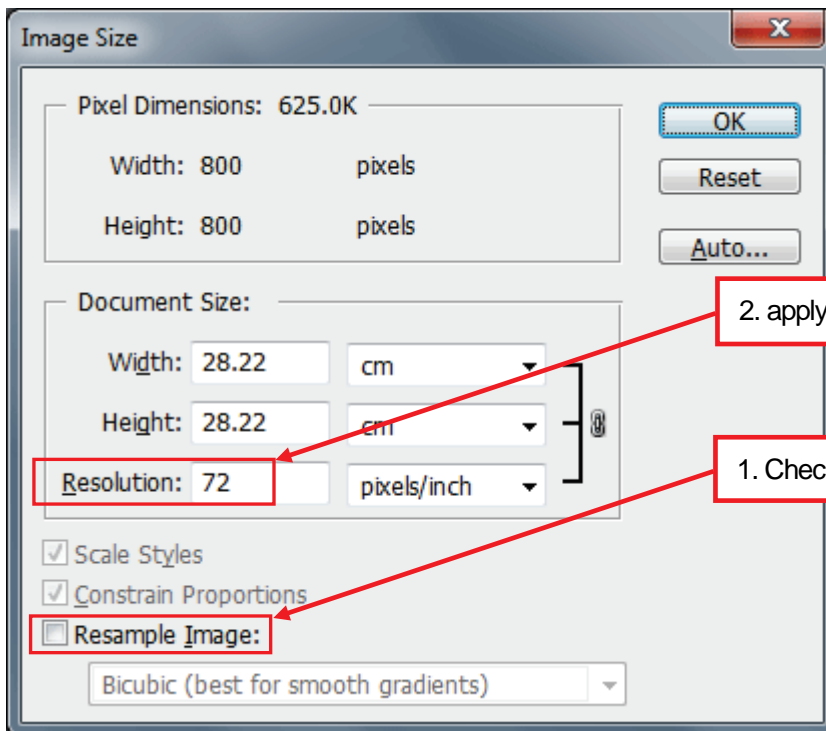 Image Size
Pixel Dimensions: 625.0K
Width: 800 pixels
Height: 800 pixels
OK
Reset
Auto...
Document Size:
Width: 28.22 cm
Height: 28.22 cm
Resolution: 72 pixels/inch
2. apply
1. Chec
Scale Styles
Constrain Proportions
Resample Image:
Bicubic (best for smooth gradients)